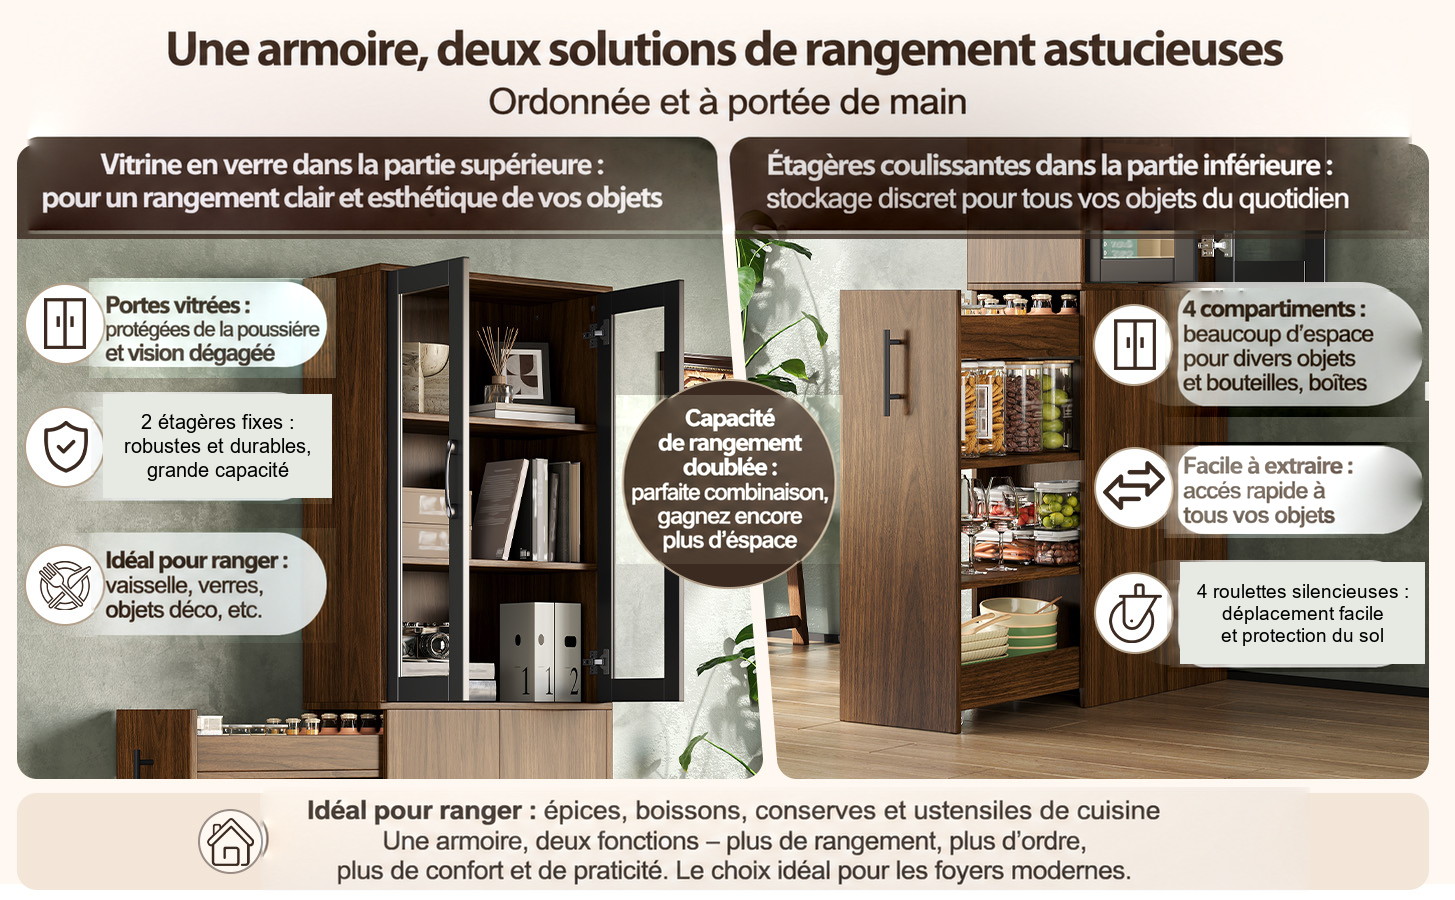 Une armoire, deux solutions de rangement astucieuses
Ordonnée et à portée de main
Vitrine en verre dans la partie supérieure :
pour un rangement clair et esthétique de vos objets
Étagères coulissantes dans la partie inférieure :
stockage discret pour tous vos objets du quotidien
Portes vitrées :
protégées de la poussiére
et vision dégagéé
2 étagères fixes :
robustes et durables,
grande capacité
Idéal pour ranger :
vaisselle, verres,
objets déco, etc.
Capacité
de rangement
doublée :
parfaite combinaison,
gagnez encore
plus d'éspace
4 compartiments :
beaucoup d'espace
pour divers objets
et bouteilles, boîtes
Facile à extraire :
accés rapide à
tous vos objets
4 roulettes silencieuses :
déplacement facile
et protection du sol
1 1 2
Idéal pour ranger : épices, boissons, conserves et ustensiles de cuisine
Une armoire, deux fonctions – plus de rangement, plus d'ordre,
plus de confort et de praticité. Le choix idéal pour les foyers modernes.